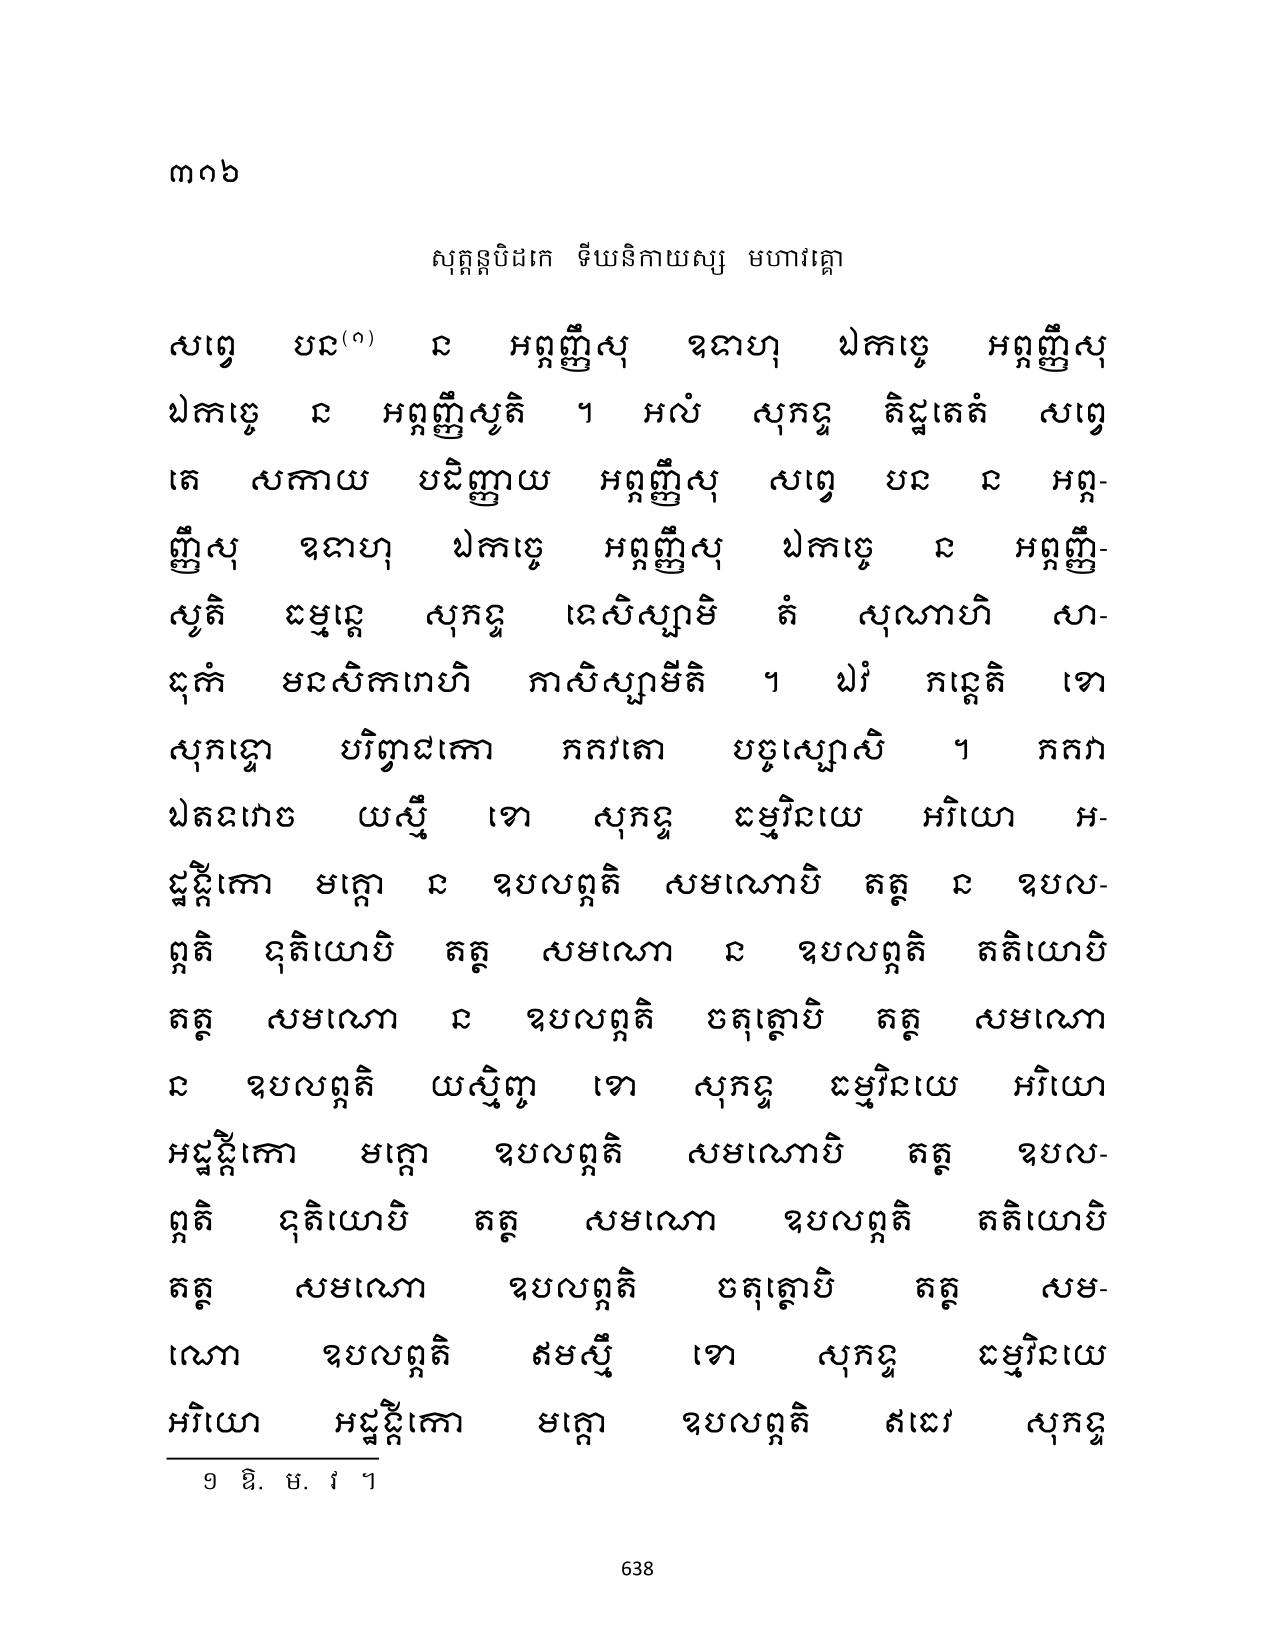 ៣១៦
សុត្តន្តបិដកេ ទីឃនិកាយស្ស មហាវគ្គោ
សព្វេ បន(១) ន អព្ភញ្ញឹសុ ឧទាហុ ឯកច្ចេ អព្ភញ្ញឹសុ
ឯកច្ចេ ន អព្ភញ្ញឹសូតិ ។ អលំ សុភទ្ទ តិដ្ឋតេតំ សព្វេ
តេ សកាយ បដិញ្ញាយ អព្ភញ្ញឹសុ សព្វេ បន ន អព្ភ-
ញ្ញឹសុ ឧទាហុ ឯកច្ចេ អព្ភញ្ញឹសុ ឯកច្ចេ ន អព្ភញ្ញឹ-
សូតិ ធម្មន្តេ សុភទ្ទ ទេសិស្សាមិ តំ សុណាហិ សា-
ធុកំ មនសិករោហិ ភាសិស្សាមីតិ ។ ឯវំ ភន្តេតិ ខោ
សុភទ្ទោ បរិព្វាជកោ ភគវតោ បច្ចស្សោសិ ។ ភគវា
ឯតទវោច យស្មឹ ខោ សុភទ្ទ ធម្មវិនយេ អរិយោ អ-
ដ្ឋង្គិកោ មគ្គោ ន ឧបលព្ភតិ សមណោបិ តត្ថ ន ឧបល-
ព្ភតិ ទុតិយោបិ តត្ថ សមណោ ន ឧបលព្ភតិ តតិយោបិ
តត្ថ សមណោ ន ឧបលព្ភតិ ចតុត្ថោបិ តត្ថ សមណោ
ន ឧបលព្ភតិ យស្មិញ្ច ខោ សុភទ្ទ ធម្មវិនយេ អរិយោ
អដ្ឋង្គិកោ មគ្គោ ឧបលព្ភតិ សមណោបិ តត្ថ ឧបល-
ព្ភតិ ទុតិយោបិ តត្ថ សមណោ ឧបលព្ភតិ តតិយោបិ
តត្ថ សមណោ ឧបលព្ភតិ ចតុត្ថោបិ តត្ថ សម-
ណោ ឧបលព្ភតិ ឥមស្មឹ ខោ សុភទ្ទ ធម្មវិនយេ
អរិយោ អដ្ឋង្គិកោ មគ្គោ ឧបលព្ភតិ ឥធេវ សុភទ្ទ
១ ឱ. ម. វ ។
638